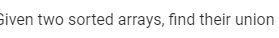 Given two sorted arrays, find their union